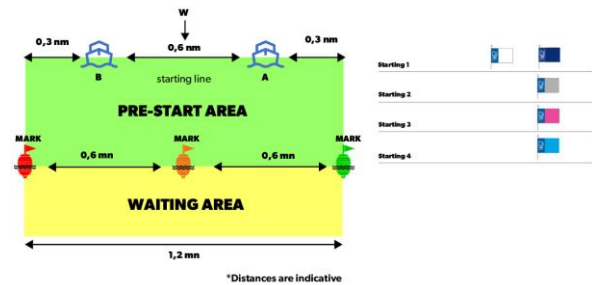 W
0,3 nm
0,6 nm
0,3 nm
B
starting line
A
PRE-START AREA
MARK
MARK
MARK
0,6 mn
0,6 mn
WAITING AREA
1,2 mn
*Distances are indicative
Starting 1
Starting 2
Starting 3
Starting 4